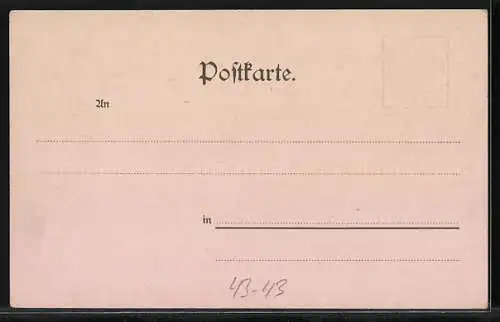 Poſtkarte.
An
in
43-43